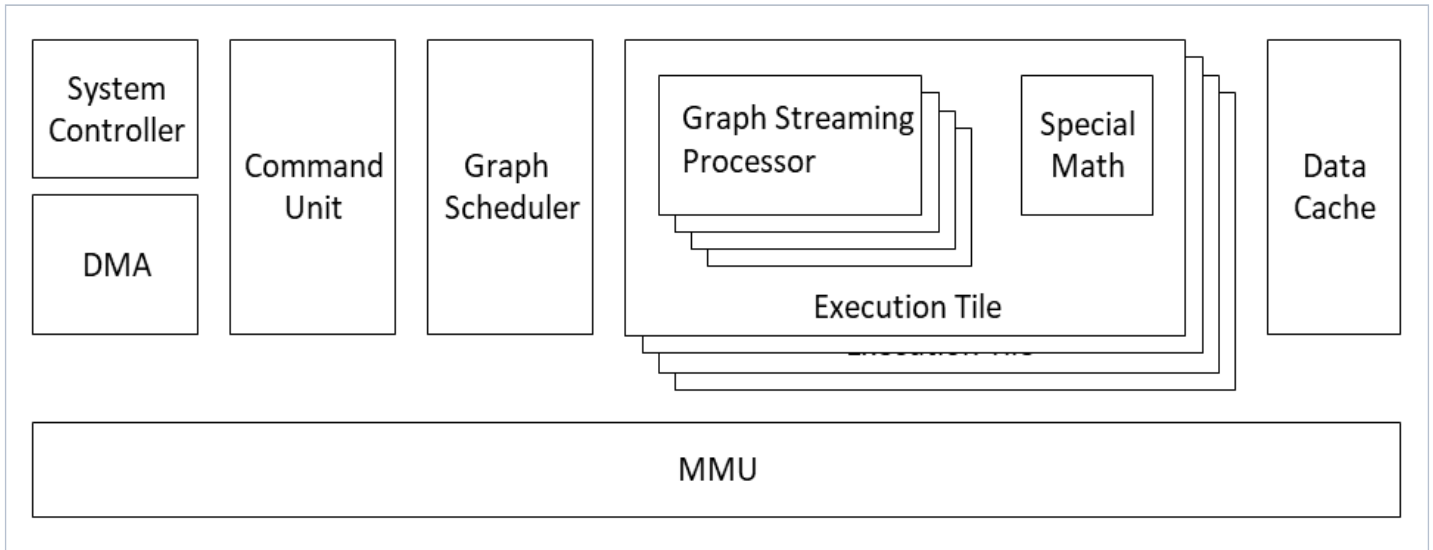 System
Controller
DMA
Command
Unit
Graph
Scheduler
Graph Streaming
Processor
Special
Math
Execution Tile
Data
Cache
MMU